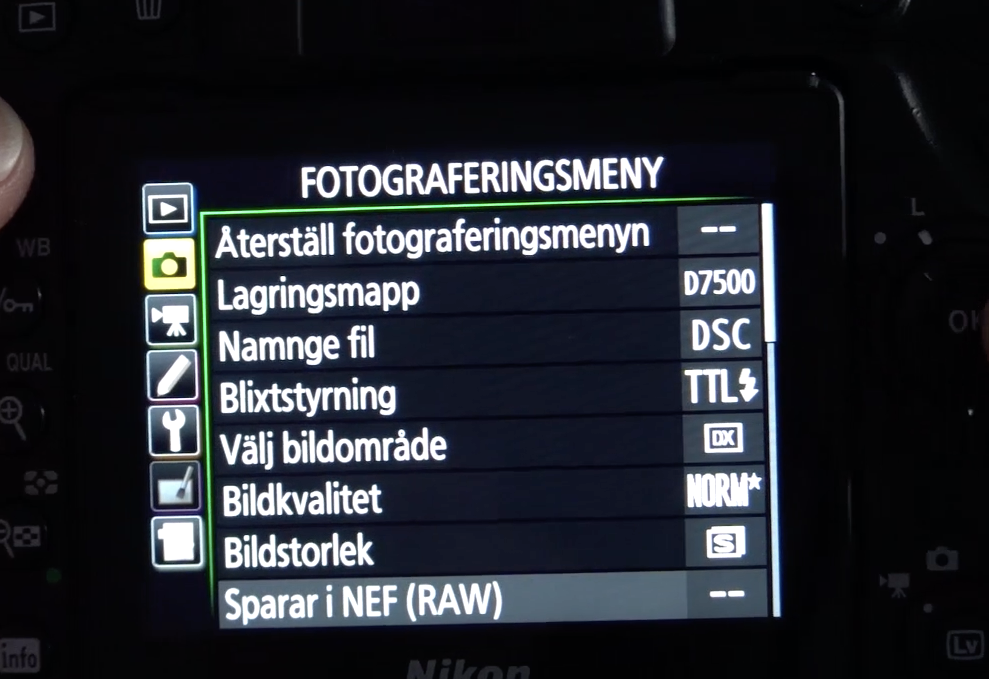 FOTOGRAFERINGSMENY
Återställ fotograferingsmenyn --
Lagringsmapp D7500
Namnge fil DSC
Blixtstyrning TTL
Välj bildområde DX
Bildkvalitet NORM*
Bildstorlek S
Sparar i NEF (RAW) --
WB
QUAL
info
L
OK
Lv
Nikon